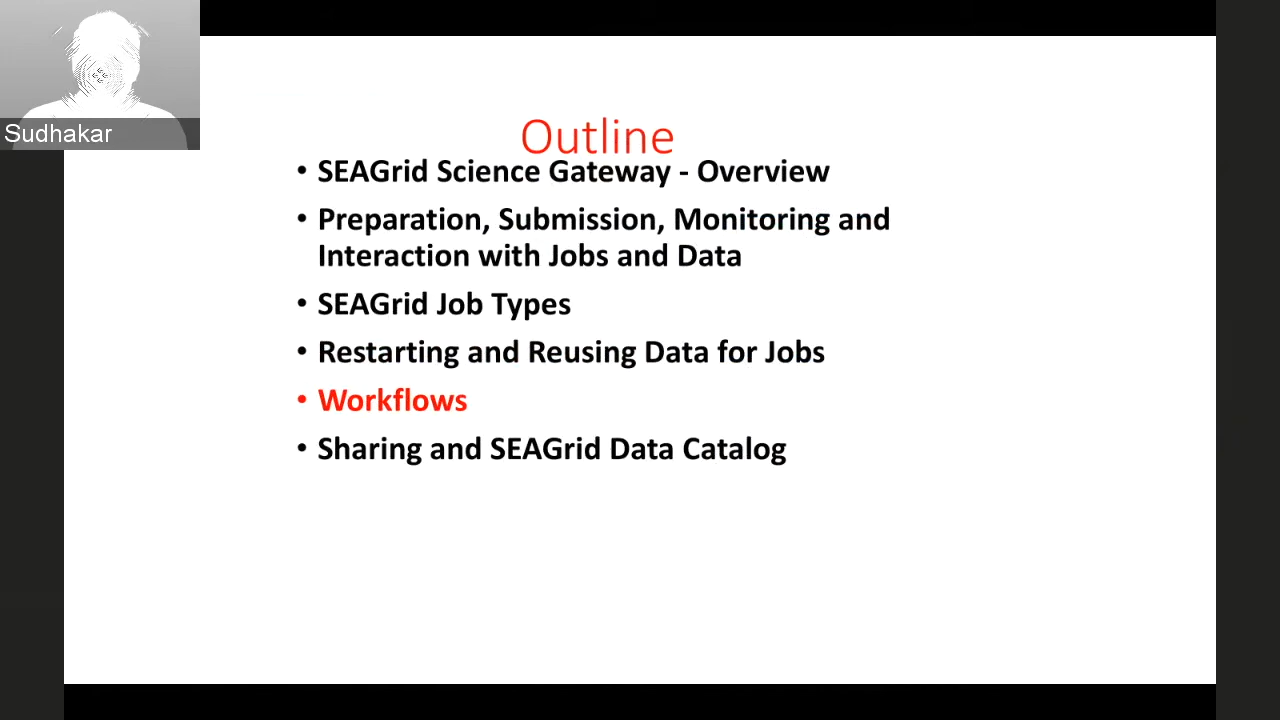 Sudhakar
Outline
• SEAGrid Science Gateway - Overview
• Preparation, Submission, Monitoring and
Interaction with Jobs and Data
• SEAGrid Job Types
• Restarting and Reusing Data for Jobs
• Workflows
• Sharing and SEAGrid Data Catalog